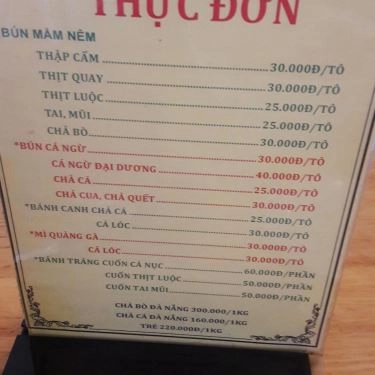 THỰC ĐƠN
BÚN MẮM NÊM
THẬP CẨM 30.000Đ/TÔ
THỊT QUAY 30.000Đ/TÔ
THỊT LUỘC 25.000Đ/TÔ
TAI, MŨI 25.000Đ/TÔ
CHẢ BÒ 30.000Đ/TÔ
*BÚN CÁ NGỪ 30.000Đ/TÔ
CÁ NGỪ ĐẠI DƯƠNG 40.000Đ/TÔ
CHẢ CÁ 25.000Đ/TÔ
CHẢ CUA, CHẢ QUẾT 30.000Đ/TÔ
*BÁNH CANH CHẢ CÁ 25.000Đ/TÔ
CÁ LÓC 30.000Đ/TÔ
*MÌ QUẢNG GÀ 30.000Đ/TÔ
CÁ LÓC 30.000Đ/TÔ
*BÁNH TRÁNG CUỐN CÁ NỤC 60.000Đ/PHẦN
CUỐN THỊT LUỘC 50.000Đ/PHẦN
CUỐN TAI MŨI 50.000Đ/PHẦN
CHẢ BÒ ĐÀ NẴNG 300.000/1KG
CHẢ CÁ ĐÀ NẴNG 160.000/1KG
TRÉ 220.000Đ/1KG